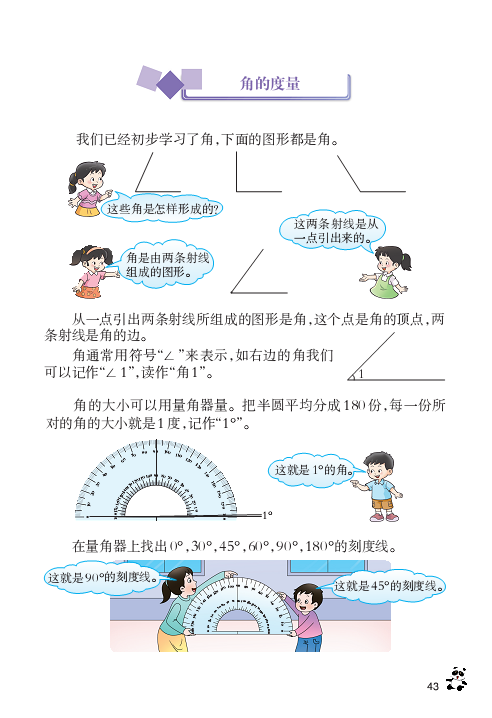 角的度量
我们已经初步学习了角,下面的图形都是角。
这些角是怎样形成的?
这两条射线是从
一点引出来的。
角是由两条射线
组成的图形。
从一点引出两条射线所组成的图形是角,这个点是角的顶点,两
条射线是角的边。
角通常用符号“∠”来表示,如右边的角我们
可以记作“∠1”,读作“角1”。
1
角的大小可以用量角器量。把半圆平均分成180份,每一份所
对的角的大小就是1度,记作“1°”。
这就是1°的角。
1°
在量角器上找出0°,30°,45°,60°,90°,180°的刻度线。
这就是90°的刻度线。
这就是45°的刻度线。
43